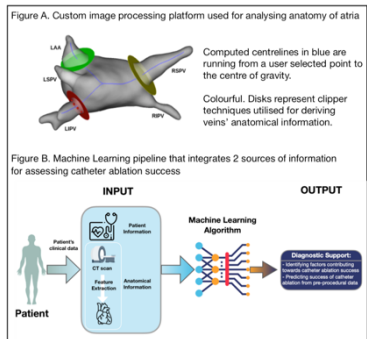 Figure A. Custom image processing platform used for analysing anatomy of atria
LAA
LSPV
RSPV
LIPV
RIPV
Computed centrelines in blue are
running from a user selected point to
the centre of gravity.
Colourful. Disks represent clipper
techniques utilised for deriving
veins' anatomical information.
Figure B. Machine Learning pipeline that integrates 2 sources of information
for assessing catheter ablation success
INPUT
OUTPUT
Patient's
clinical data
Patient
Information
CT scan
Feature
Extraction
Anatomical
Information
Machine Learning
Algorithm
Diagnostic Support:
- Identifying factors contributing
towards catheter ablation success
- Predicting success of catheter
ablation from pre-procedural data
Patient